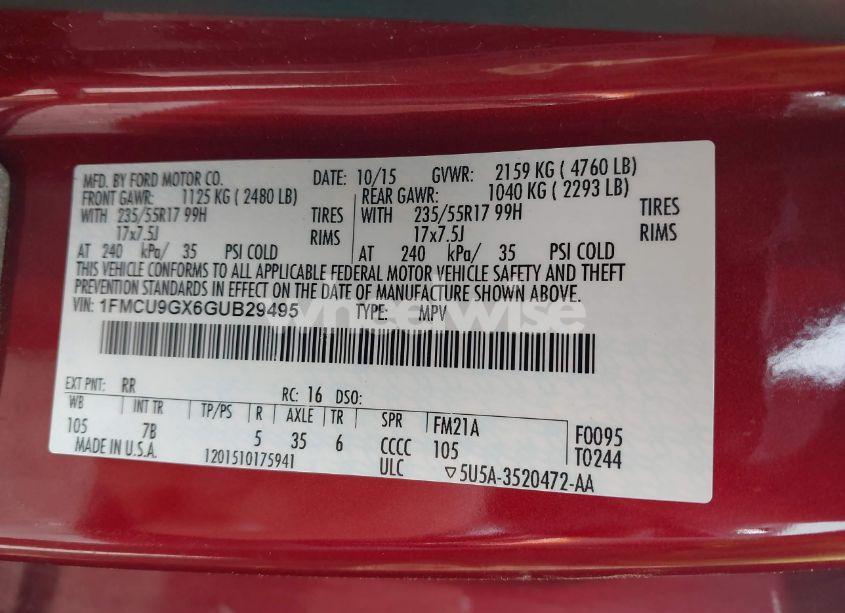 MFD. BY FORD MOTOR CO. DATE: 10/15 GVWR: 2159 KG ( 4760 LB)
FRONT GAWR: 1125 KG ( 2480 LB) REAR GAWR: 1040 KG ( 2293 LB)
WITH 235/55R17 99H TIRES WITH 235/55R17 99H TIRES
17x7.5J RIMS 17x7.5J RIMS
AT 240 kPa/ 35 PSI COLD AT 240 kPa/ 35 PSI COLD
THIS VEHICLE CONFORMS TO ALL APPLICABLE FEDERAL MOTOR VEHICLE SAFETY AND THEFT
PREVENTION STANDARDS IN EFFECT ON THE DATE OF MANUFACTURE SHOWN ABOVE.
VIN: 1FMCU9GX6GUB29495 TYPE: MPV
wheelwise
EXT PNT: RR RC: 16 DSO:
WB INT TR TP/PS R AXLE TR SPR FM21A
105 7B 5 35 6 CCCC 105 F0095
MADE IN U.S.A. 1201510175941 ULC ▽5U5A-3520472-AA T0244